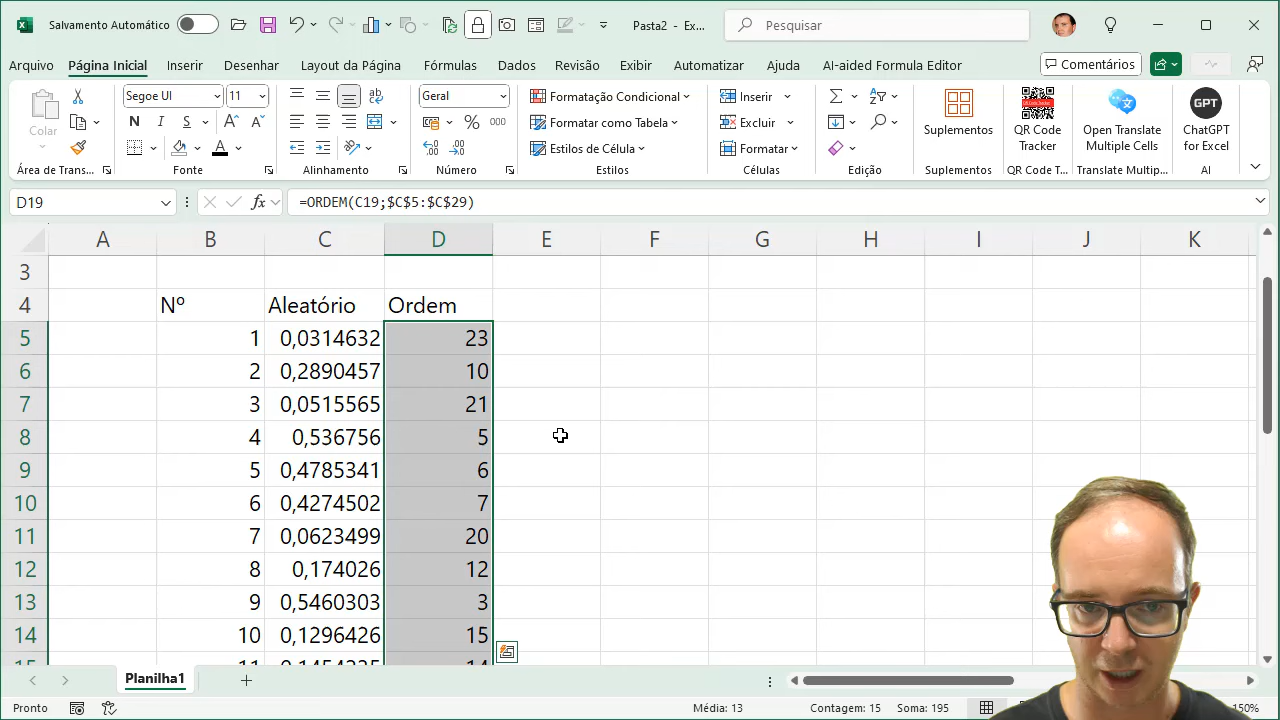 Salvamento Automático
Pasta2 - Ex...
Pesquisar
Arquivo Página Inicial Inserir Desenhar Layout da Página Fórmulas Dados Revisão Exibir Automatizar Ajuda AI-aided Formula Editor Comentários
Colar
Área de Trans...
Segoe UI 11
N I S
Fonte
Alinhamento
Geral
% 000
Número
Formatação Condicional
Formatar como Tabela
Estilos de Célula
Estilos
Inserir
Excluir
Formatar
Células
Edição
Suplementos
Suplementos
QR Code Tracker
QR Code T...
Open Translate
Multiple Cells
Translate Multip...
GPT
ChatGPT
for Excel
AI
D19 fx =ORDEM(C19;$C$5:$C$29)
A B C D E F G H I J K
3
4 Nº Aleatório Ordem
5 1 0,0314632 23
6 2 0,2890457 10
7 3 0,0515565 21
8 4 0,536756 5
9 5 0,4785341 6
10 6 0,4274502 7
11 7 0,0623499 20
12 8 0,174026 12
13 9 0,5460303 3
14 10 0,1296426 15
Planilha1
Pronto Média: 13 Contagem: 15 Soma: 195 150%